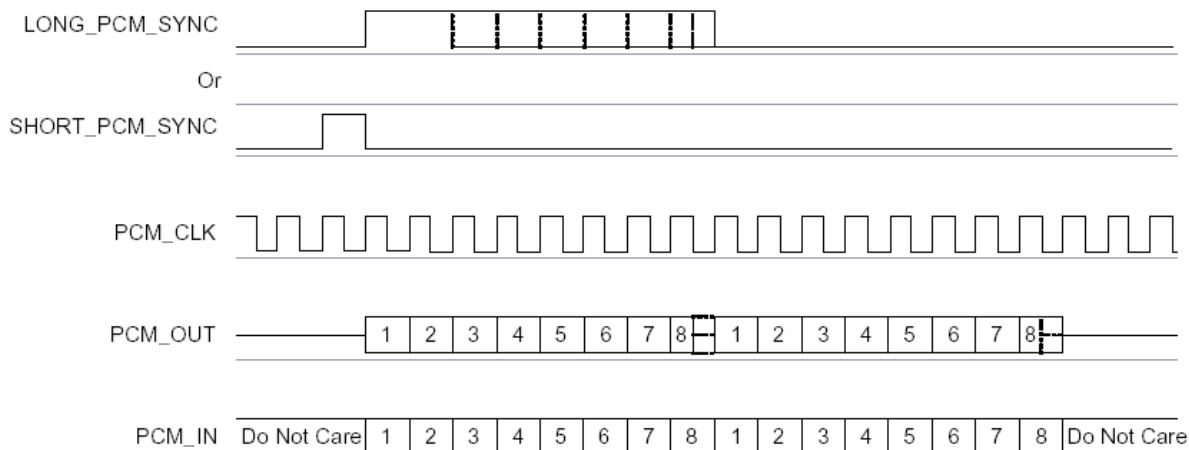 LONG_PCM_SYNC
Or
SHORT_PCM_SYNC
PCM_CLK
PCM_OUT 1 2 3 4 5 6 7 8 1 2 3 4 5 6 7 8
PCM_IN Do Not Care 1 2 3 4 5 6 7 8 1 2 3 4 5 6 7 8 Do Not Care